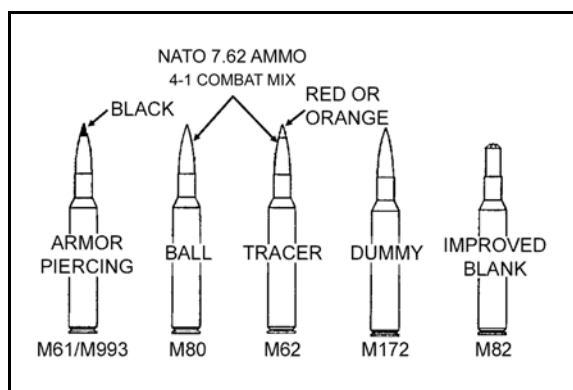 NATO 7.62 AMMO
4-1 COMBAT MIX
BLACK
RED OR
ORANGE
ARMOR
PIERCING
BALL
TRACER
DUMMY
IMPROVED
BLANK
M61/M993
M80
M62
M172
M82